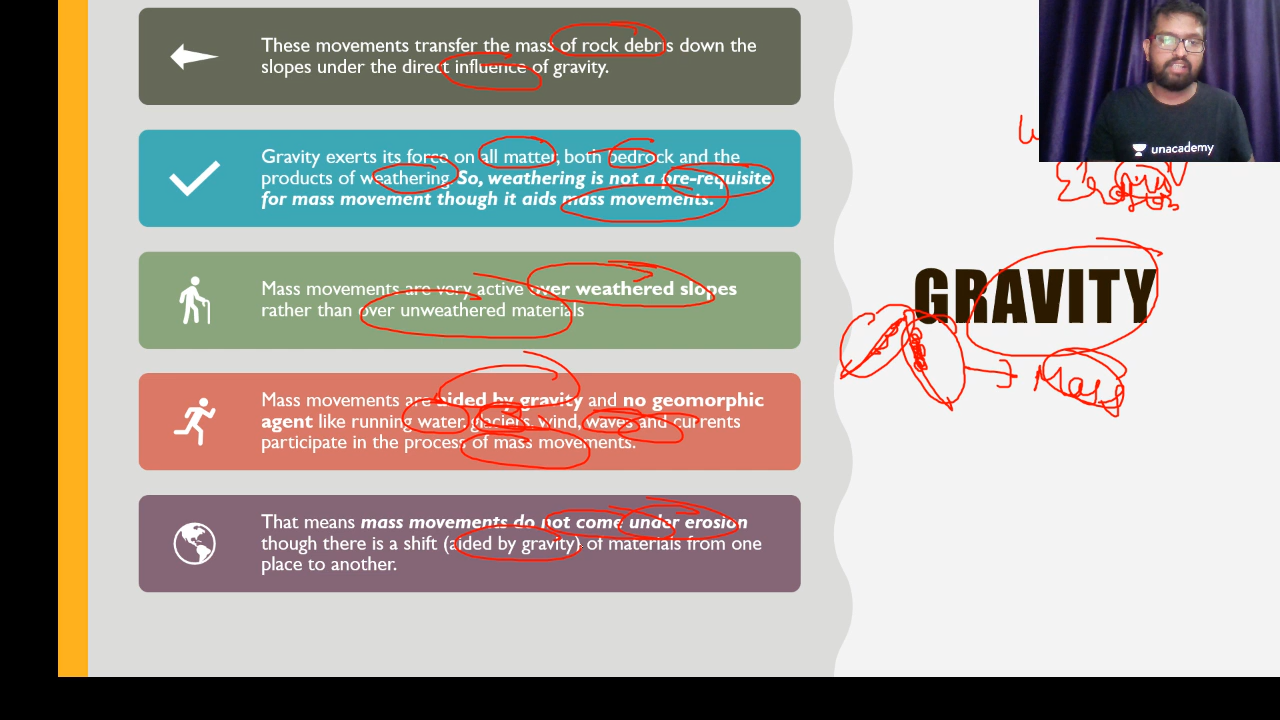 These movements transfer the mass of rock debris down the
slopes under the direct influence of gravity.
unacademy
Gravity exerts its force on all matter, both bedrock and the
products of weathering. So, weathering is not a pre-requisite
for mass movement though it aids mass movements.
Mass movements are very active over weathered slopes
rather than over unweathered materials
GRAVITY
Mass
Mass movements are aided by gravity and no geomorphic
agent like running water, glaciers, wind, waves and currents
participate in the process of mass movements.
That means mass movements do not come under erosion
though there is a shift (aided by gravity) of materials from one
place to another.